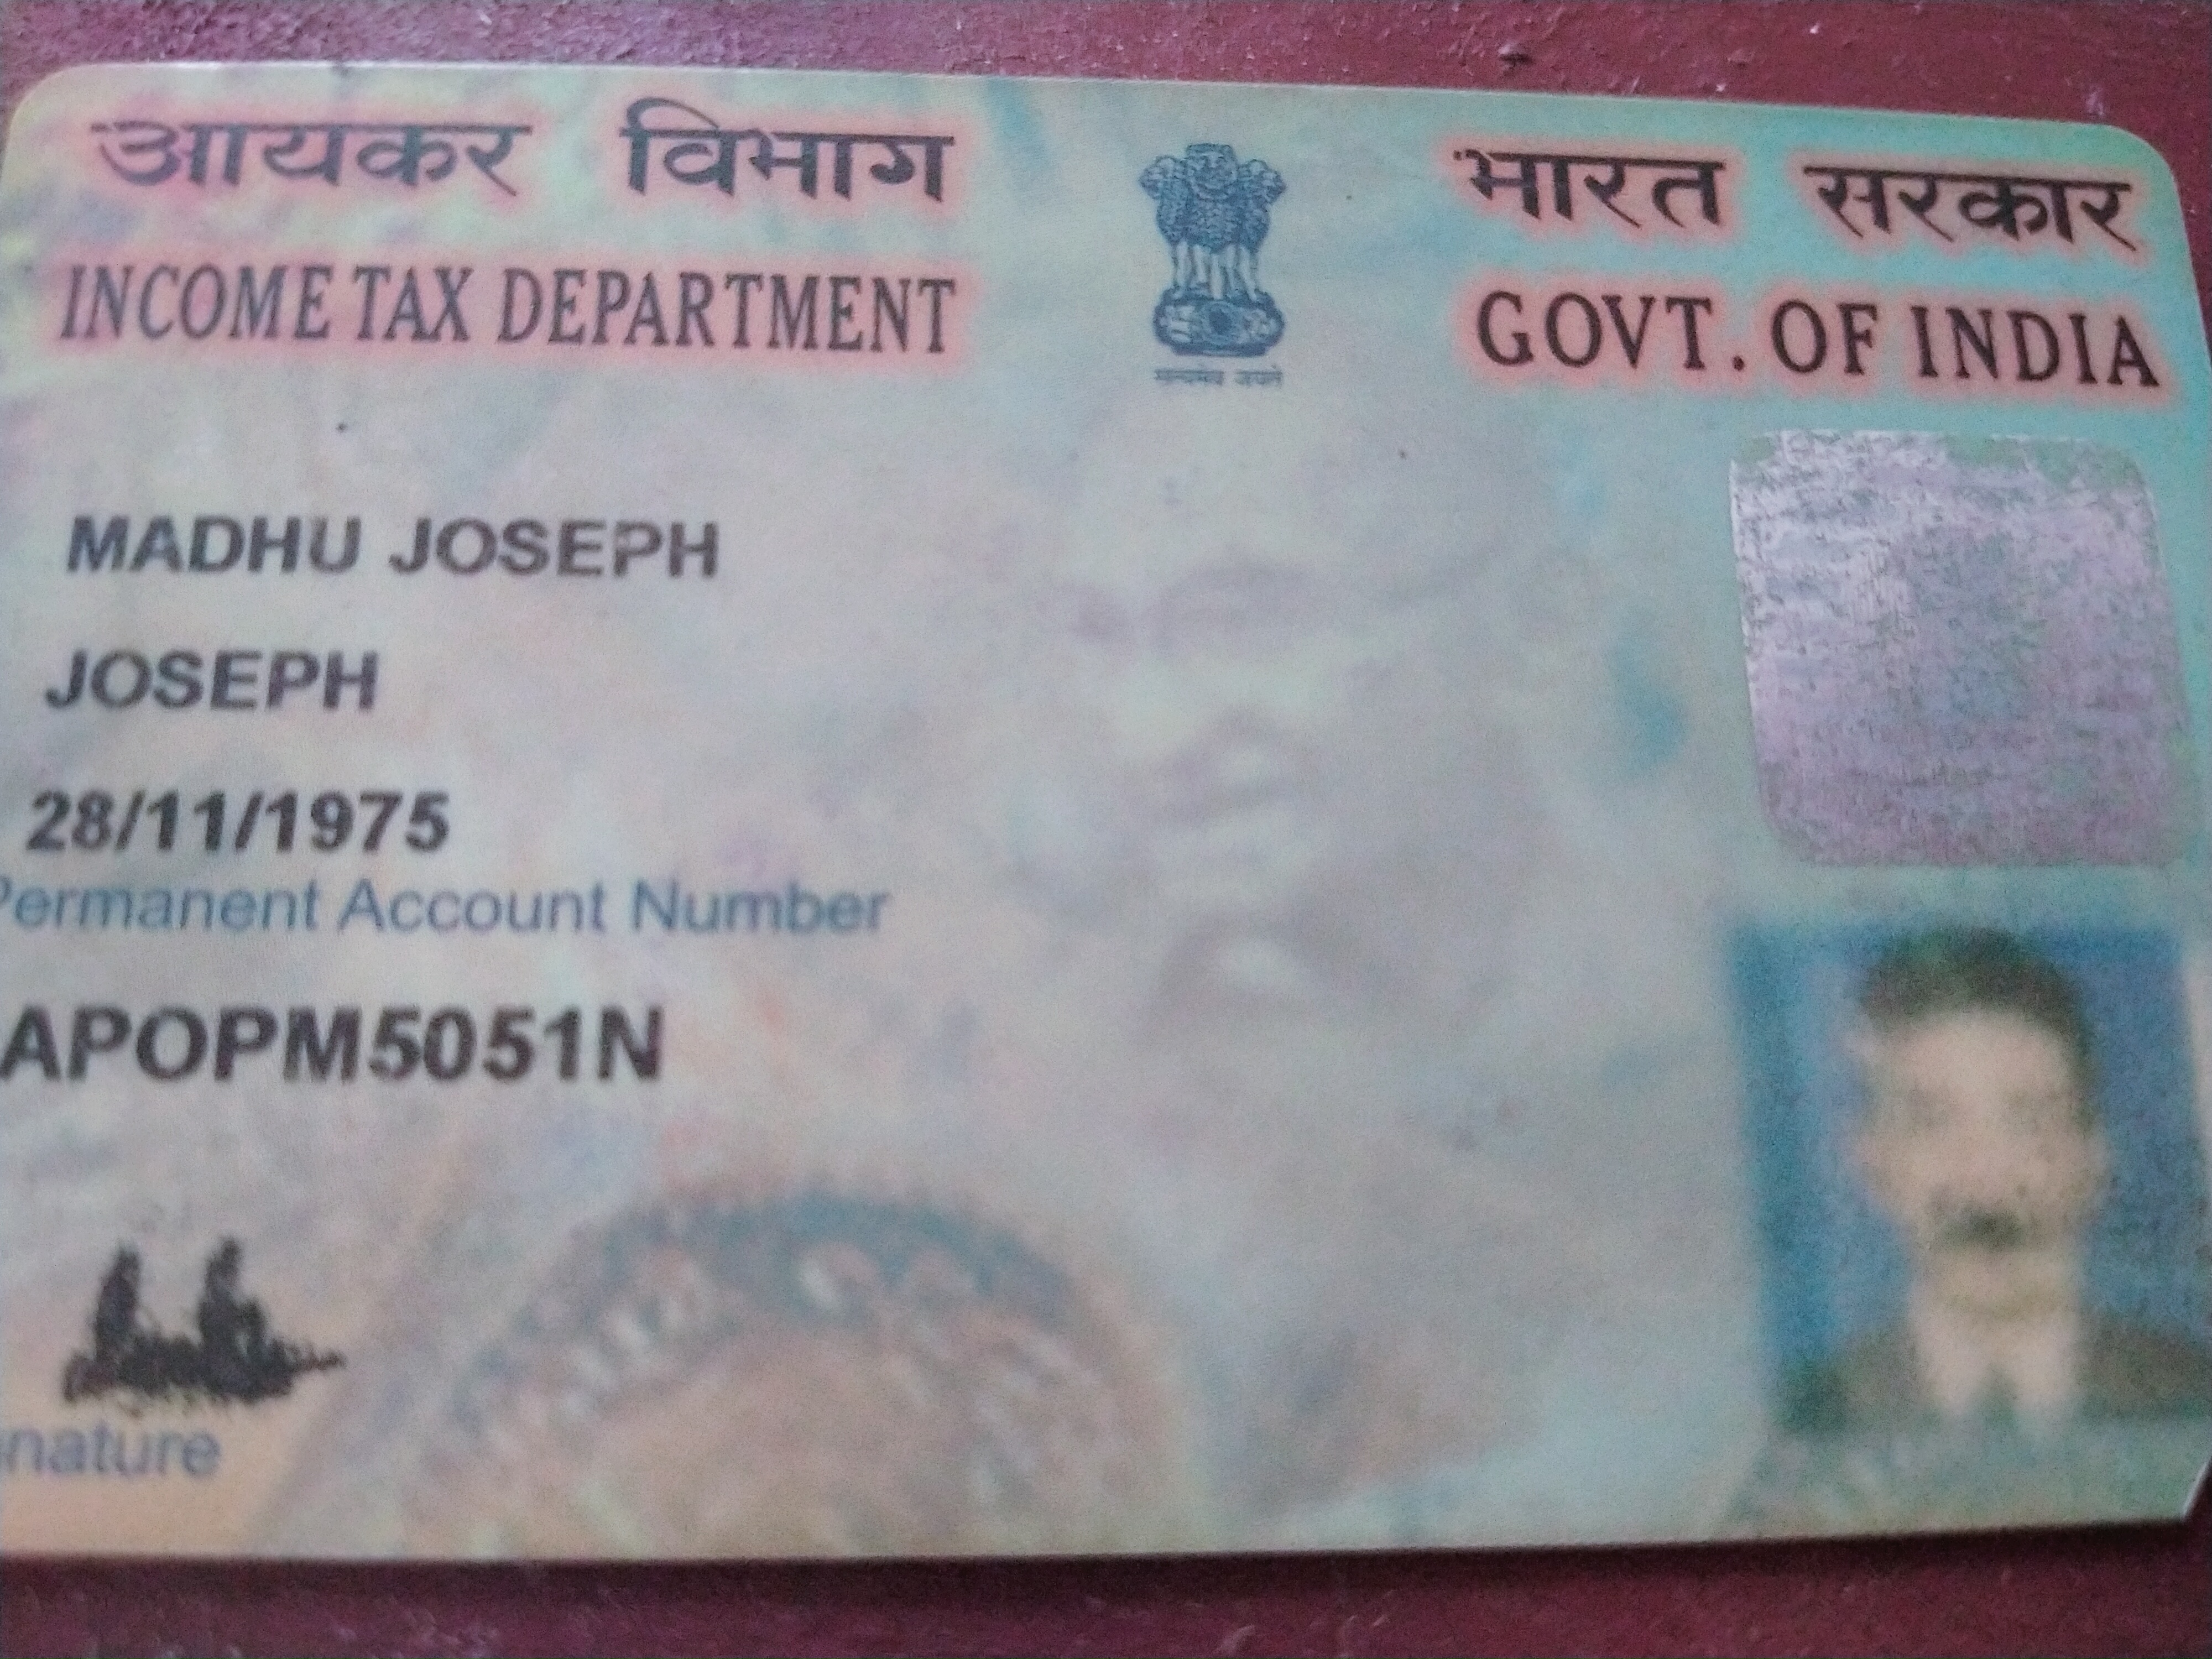 आयकर विभाग
INCOME TAX DEPARTMENT
भारत सरकार
GOVT. OF INDIA
सत्यमेव जयते
MADHU JOSEPH
JOSEPH
28/11/1975
Permanent Account Number
APOPM5051N
nature